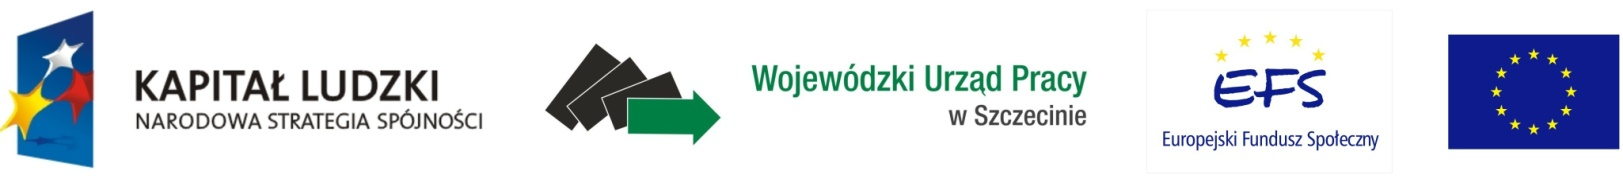 KAPITAŁ LUDZKI
NARODOWA STRATEGIA SPÓJNOŚCI
Wojewódzki Urząd Pracy
w Szczecinie
EFS
Europejski Fundusz Społeczny